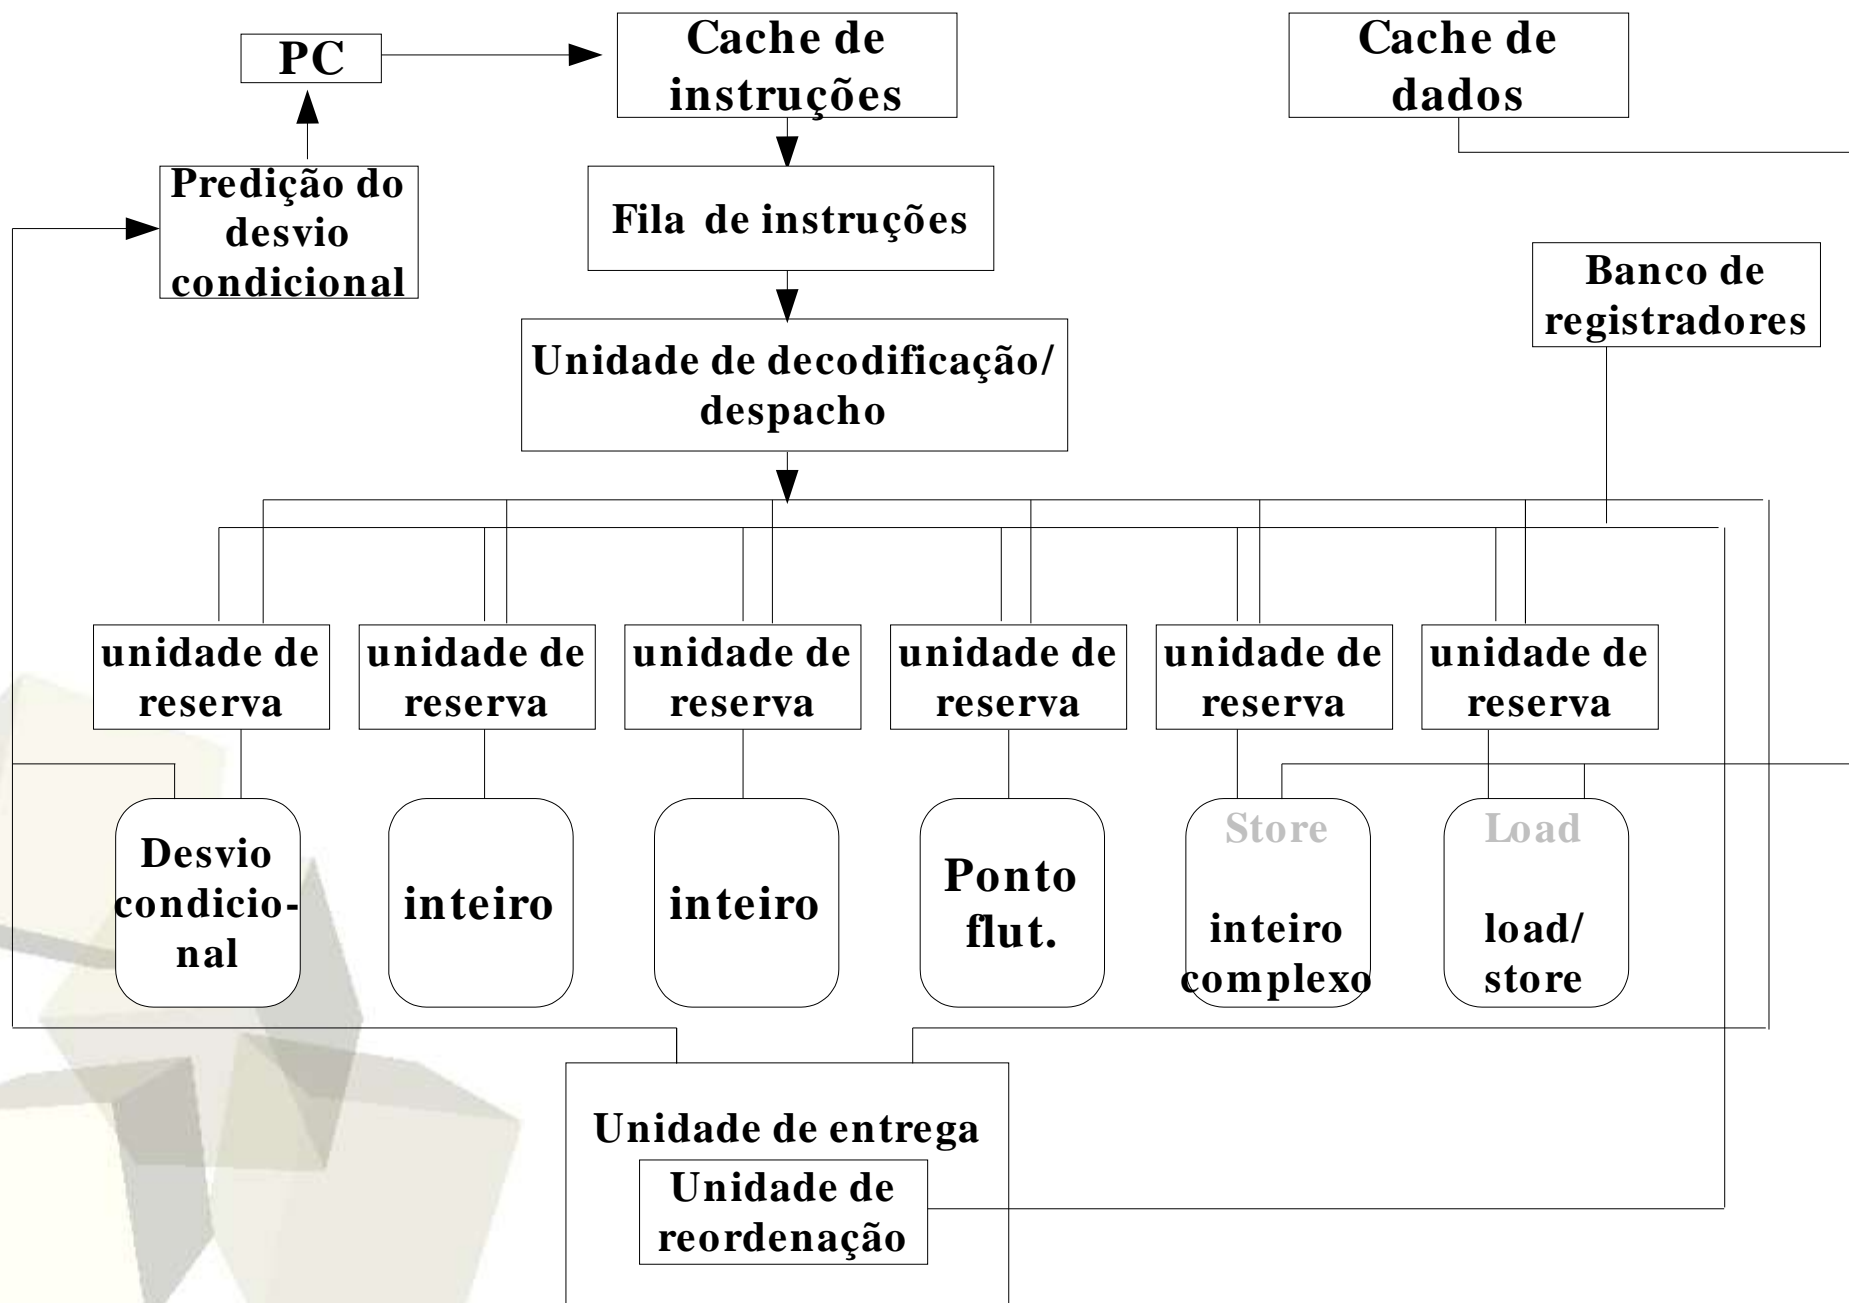 PC
Cache de
instruções
Cache de
dados
Predição do
desvio
condicional
Fila de instruções
Banco de
registradores
Unidade de decodificação/
despacho
unidade de
reserva
unidade de
reserva
unidade de
reserva
unidade de
reserva
unidade de
reserva
unidade de
reserva
Desvio
condicio-
nal
inteiro
inteiro
Ponto
flut.
Store
inteiro
complexo
Load
load/
store
Unidade de entrega
Unidade de
reordenação